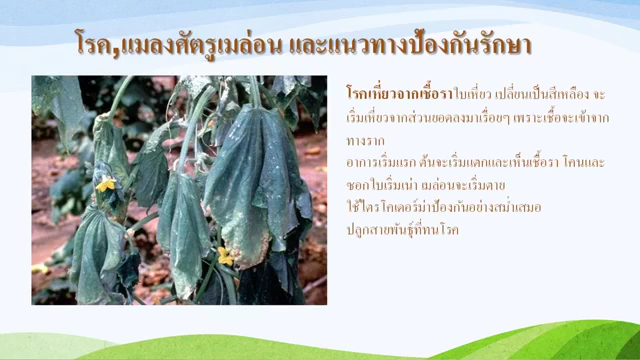 โรค,แมลงศัตรูเมล่อน และแนวทางป้องกันรักษา
โรคเหี่ยวจากเชื้อราใบเหี่ยว เปลี่ยนเป็นสีเหลือง จะ
เริ่มเหี่ยวจากส่วนยอดลงมาเรื่อยๆ เพราะเชื้อจะเข้าจาก
ทางราก
อาการเริ่มแรก ต้นจะเริ่มแตกและเห็นเชื้อรา โคนและ
ซอกใบเริ่มเน่า เมล่อนจะเริ่มตาย
ใช้ไตรโคเดอร์ม่าป้องกันอย่างสม่ำเสมอ
ปลูกสายพันธุ์ที่ทนโรค